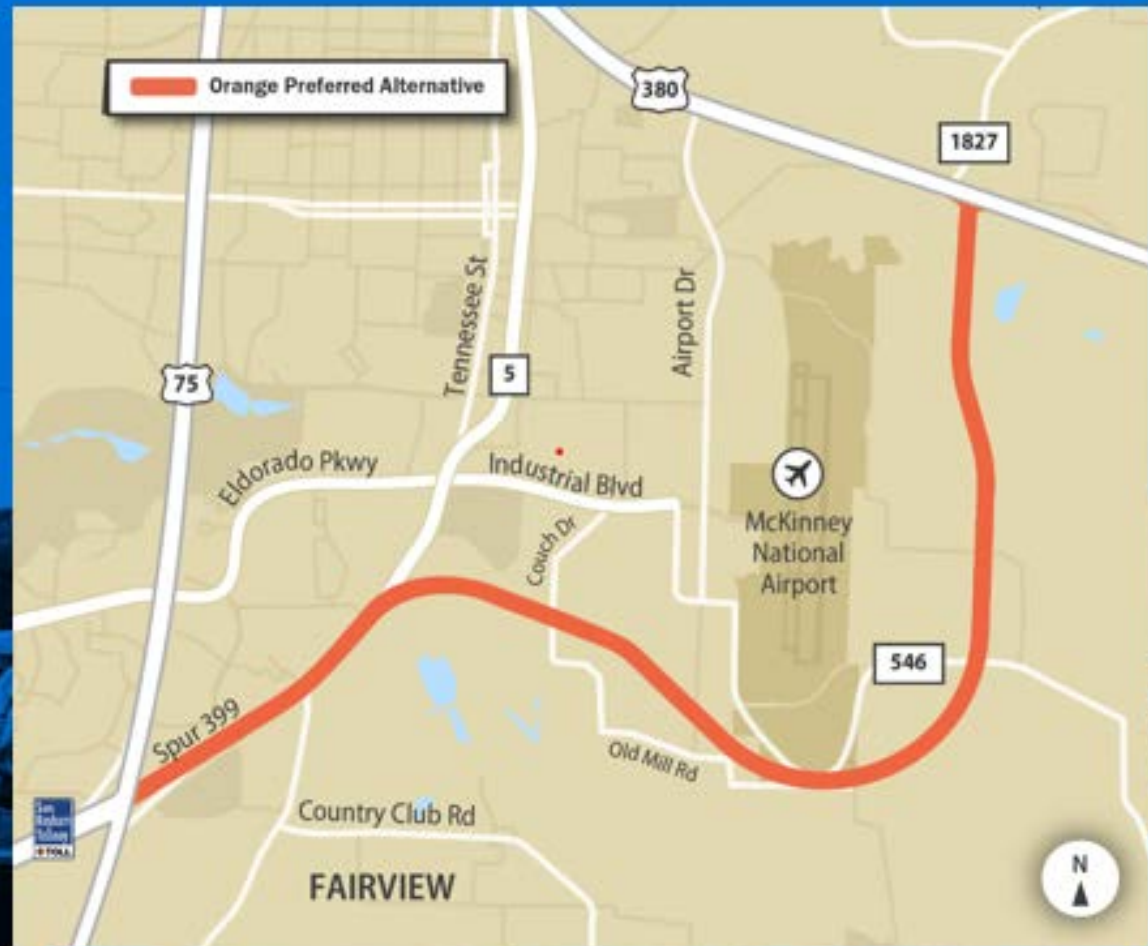 Orange Preferred Alternative
380
1827
Tennessee St
Airport Dr
5
75
Eldorado Pkwy
Industrial Blvd
Couch Dr
McKinney
National
Airport
546
Spur 399
Old Mill Rd
Country Club Rd
TOLL
FAIRVIEW
N